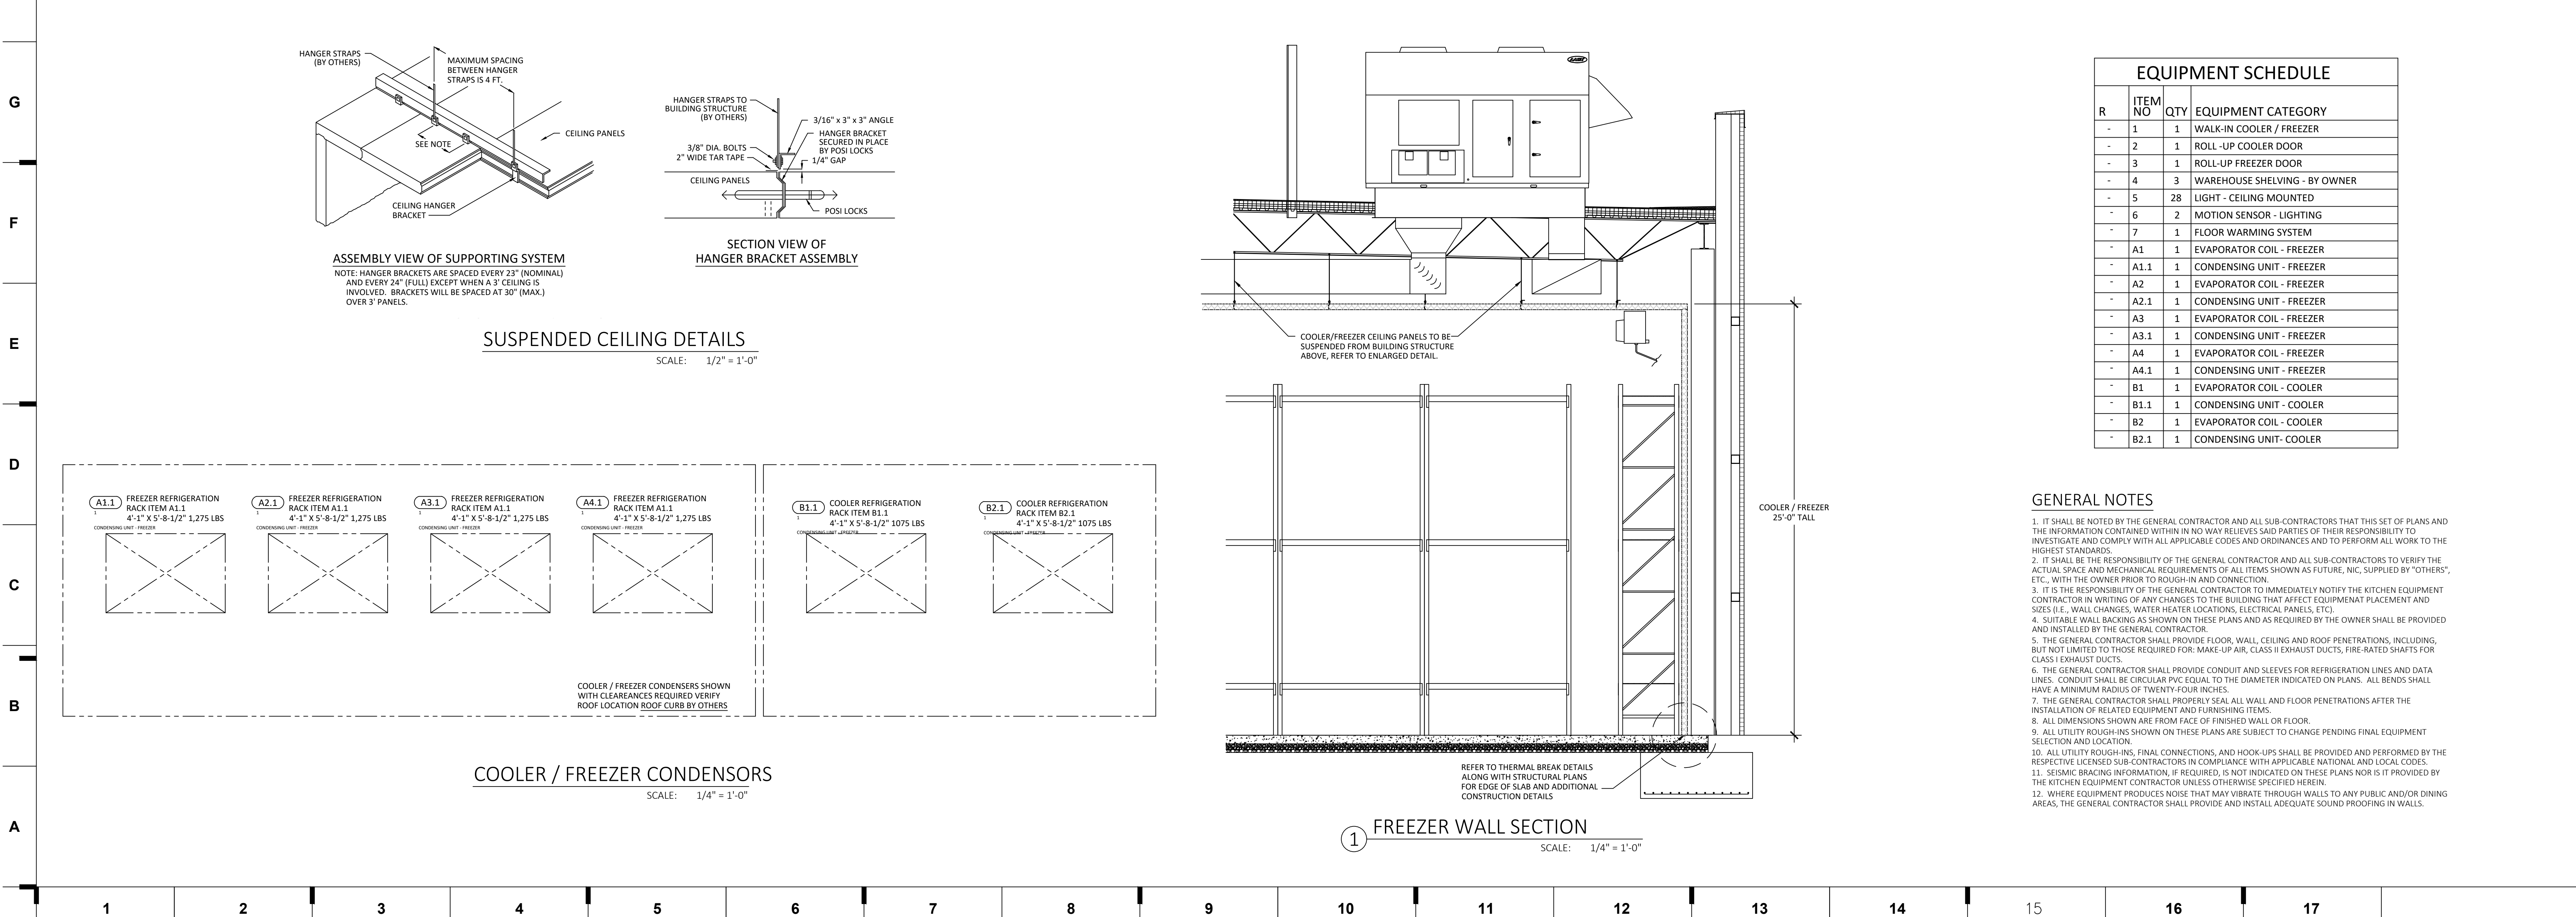 HANGER STRAPS
(BY OTHERS)
MAXIMUM SPACING
BETWEEN HANGER
STRAPS IS 4 FT.
CEILING PANELS
SEE NOTE
CEILING HANGER
BRACKET
ASSEMBLY VIEW OF SUPPORTING SYSTEM
NOTE: HANGER BRACKETS ARE SPACED EVERY 23" (NOMINAL)
AND EVERY 24" (FULL) EXCEPT WHEN A 3' CEILING IS
INVOLVED. BRACKETS WILL BE SPACED AT 30" (MAX.)
OVER 3' PANELS.
HANGER STRAPS TO
BUILDING STRUCTURE
(BY OTHERS)
3/16" x 3" x 3" ANGLE
HANGER BRACKET
SECURED IN PLACE
BY POSI LOCKS
3/8" DIA. BOLTS
2" WIDE TAR TAPE
1/4" GAP
CEILING PANELS
POSI LOCKS
SECTION VIEW OF
HANGER BRACKET ASSEMBLY
SUSPENDED CEILING DETAILS
SCALE: 1/2" = 1'-0"
A1.1
1
FREEZER REFRIGERATION
RACK ITEM A1.1
4'-1" X 5'-8-1/2" 1,275 LBS
CONDENSING UNIT - FREEZER
A2.1
1
FREEZER REFRIGERATION
RACK ITEM A1.1
4'-1" X 5'-8-1/2" 1,275 LBS
CONDENSING UNIT - FREEZER
A3.1
1
FREEZER REFRIGERATION
RACK ITEM A1.1
4'-1" X 5'-8-1/2" 1,275 LBS
CONDENSING UNIT - FREEZER
A4.1
1
FREEZER REFRIGERATION
RACK ITEM A1.1
4'-1" X 5'-8-1/2" 1,275 LBS
CONDENSING UNIT - FREEZER
B1.1
1
COOLER REFRIGERATION
RACK ITEM B1.1
4'-1" X 5'-8-1/2" 1075 LBS
CONDENSING UNIT - FREEZER
B2.1
1
COOLER REFRIGERATION
RACK ITEM B2.1
4'-1" X 5'-8-1/2" 1075 LBS
CONDENSING UNIT - FREEZER
COOLER / FREEZER CONDENSERS SHOWN
WITH CLEAREANCES REQUIRED VERIFY
ROOF LOCATION ROOF CURB BY OTHERS
COOLER / FREEZER CONDENSORS
SCALE: 1/4" = 1'-0"
COOLER/FREEZER CEILING PANELS TO BE
SUSPENDED FROM BUILDING STRUCTURE
ABOVE, REFER TO ENLARGED DETAIL.
COOLER / FREEZER
25'-0" TALL
REFER TO THERMAL BREAK DETAILS
ALONG WITH STRUCTURAL PLANS
FOR EDGE OF SLAB AND ADDITIONAL
CONSTRUCTION DETAILS
1 FREEZER WALL SECTION
SCALE: 1/4" = 1'-0"
EQUIPMENT SCHEDULE
R ITEM NO QTY EQUIPMENT CATEGORY
- 1 1 WALK-IN COOLER / FREEZER
- 2 1 ROLL -UP COOLER DOOR
- 3 1 ROLL-UP FREEZER DOOR
- 4 3 WAREHOUSE SHELVING - BY OWNER
- 5 28 LIGHT - CEILING MOUNTED
- 6 2 MOTION SENSOR - LIGHTING
- 7 1 FLOOR WARMING SYSTEM
- A1 1 EVAPORATOR COIL - FREEZER
- A1.1 1 CONDENSING UNIT - FREEZER
- A2 1 EVAPORATOR COIL - FREEZER
- A2.1 1 CONDENSING UNIT - FREEZER
- A3 1 EVAPORATOR COIL - FREEZER
- A3.1 1 CONDENSING UNIT - FREEZER
- A4 1 EVAPORATOR COIL - FREEZER
- A4.1 1 CONDENSING UNIT - FREEZER
- B1 1 EVAPORATOR COIL - COOLER
- B1.1 1 CONDENSING UNIT - COOLER
- B2 1 EVAPORATOR COIL - COOLER
- B2.1 1 CONDENSING UNIT- COOLER
GENERAL NOTES
1. IT SHALL BE NOTED BY THE GENERAL CONTRACTOR AND ALL SUB-CONTRACTORS THAT THIS SET OF PLANS AND
THE INFORMATION CONTAINED WITHIN IN NO WAY RELIEVES SAID PARTIES OF THEIR RESPONSIBILITY TO
INVESTIGATE AND COMPLY WITH ALL APPLICABLE CODES AND ORDINANCES AND TO PERFORM ALL WORK TO THE
HIGHEST STANDARDS.
2. IT SHALL BE THE RESPONSIBILITY OF THE GENERAL CONTRACTOR AND ALL SUB-CONTRACTORS TO VERIFY THE
ACTUAL SPACE AND MECHANICAL REQUIREMENTS OF ALL ITEMS SHOWN AS FUTURE, NIC, SUPPLIED BY "OTHERS",
ETC., WITH THE OWNER PRIOR TO ROUGH-IN AND CONNECTION.
3. IT IS THE RESPONSIBILITY OF THE GENERAL CONTRACTOR TO IMMEDIATELY NOTIFY THE KITCHEN EQUIPMENT
CONTRACTOR IN WRITING OF ANY CHANGES TO THE BUILDING THAT AFFECT EQUIPMENAT PLACEMENT AND
SIZES (I.E., WALL CHANGES, WATER HEATER LOCATIONS, ELECTRICAL PANELS, ETC).
4. SUITABLE WALL BACKING AS SHOWN ON THESE PLANS AND AS REQUIRED BY THE OWNER SHALL BE PROVIDED
AND INSTALLED BY THE GENERAL CONTRACTOR.
5. THE GENERAL CONTRACTOR SHALL PROVIDE FLOOR, WALL, CEILING AND ROOF PENETRATIONS, INCLUDING,
BUT NOT LIMITED TO THOSE REQUIRED FOR: MAKE-UP AIR, CLASS II EXHAUST DUCTS, FIRE-RATED SHAFTS FOR
CLASS I EXHAUST DUCTS.
6. THE GENERAL CONTRACTOR SHALL PROVIDE CONDUIT AND SLEEVES FOR REFRIGERATION LINES AND DATA
LINES. CONDUIT SHALL BE CIRCULAR PVC EQUAL TO THE DIAMETER INDICATED ON PLANS. ALL BENDS SHALL
HAVE A MINIMUM RADIUS OF TWENTY-FOUR INCHES.
7. THE GENERAL CONTRACTOR SHALL PROPERLY SEAL ALL WALL AND FLOOR PENETRATIONS AFTER THE
INSTALLATION OF RELATED EQUIPMENT AND FURNISHING ITEMS.
8. ALL DIMENSIONS SHOWN ARE FROM FACE OF FINISHED WALL OR FLOOR.
9. ALL UTILITY ROUGH-INS SHOWN ON THESE PLANS ARE SUBJECT TO CHANGE PENDING FINAL EQUIPMENT
SELECTION AND LOCATION.
10. ALL UTILITY ROUGH-INS, FINAL CONNECTIONS, AND HOOK-UPS SHALL BE PROVIDED AND PERFORMED BY THE
RESPECTIVE LICENSED SUB-CONTRACTORS IN COMPLIANCE WITH APPLICABLE NATIONAL AND LOCAL CODES.
11. SEISMIC BRACING INFORMATION, IF REQUIRED, IS NOT INDICATED ON THESE PLANS NOR IS IT PROVIDED BY
THE KITCHEN EQUIPMENT CONTRACTOR UNLESS OTHERWISE SPECIFIED HEREIN.
12. WHERE EQUIPMENT PRODUCES NOISE THAT MAY VIBRATE THROUGH WALLS TO ANY PUBLIC AND/OR DINING
AREAS, THE GENERAL CONTRACTOR SHALL PROVIDE AND INSTALL ADEQUATE SOUND PROOFING IN WALLS.
G
F
E
D
C
B
A
1 2 3 4 5 6 7 8 9 10 11 12 13 14 15 16 17